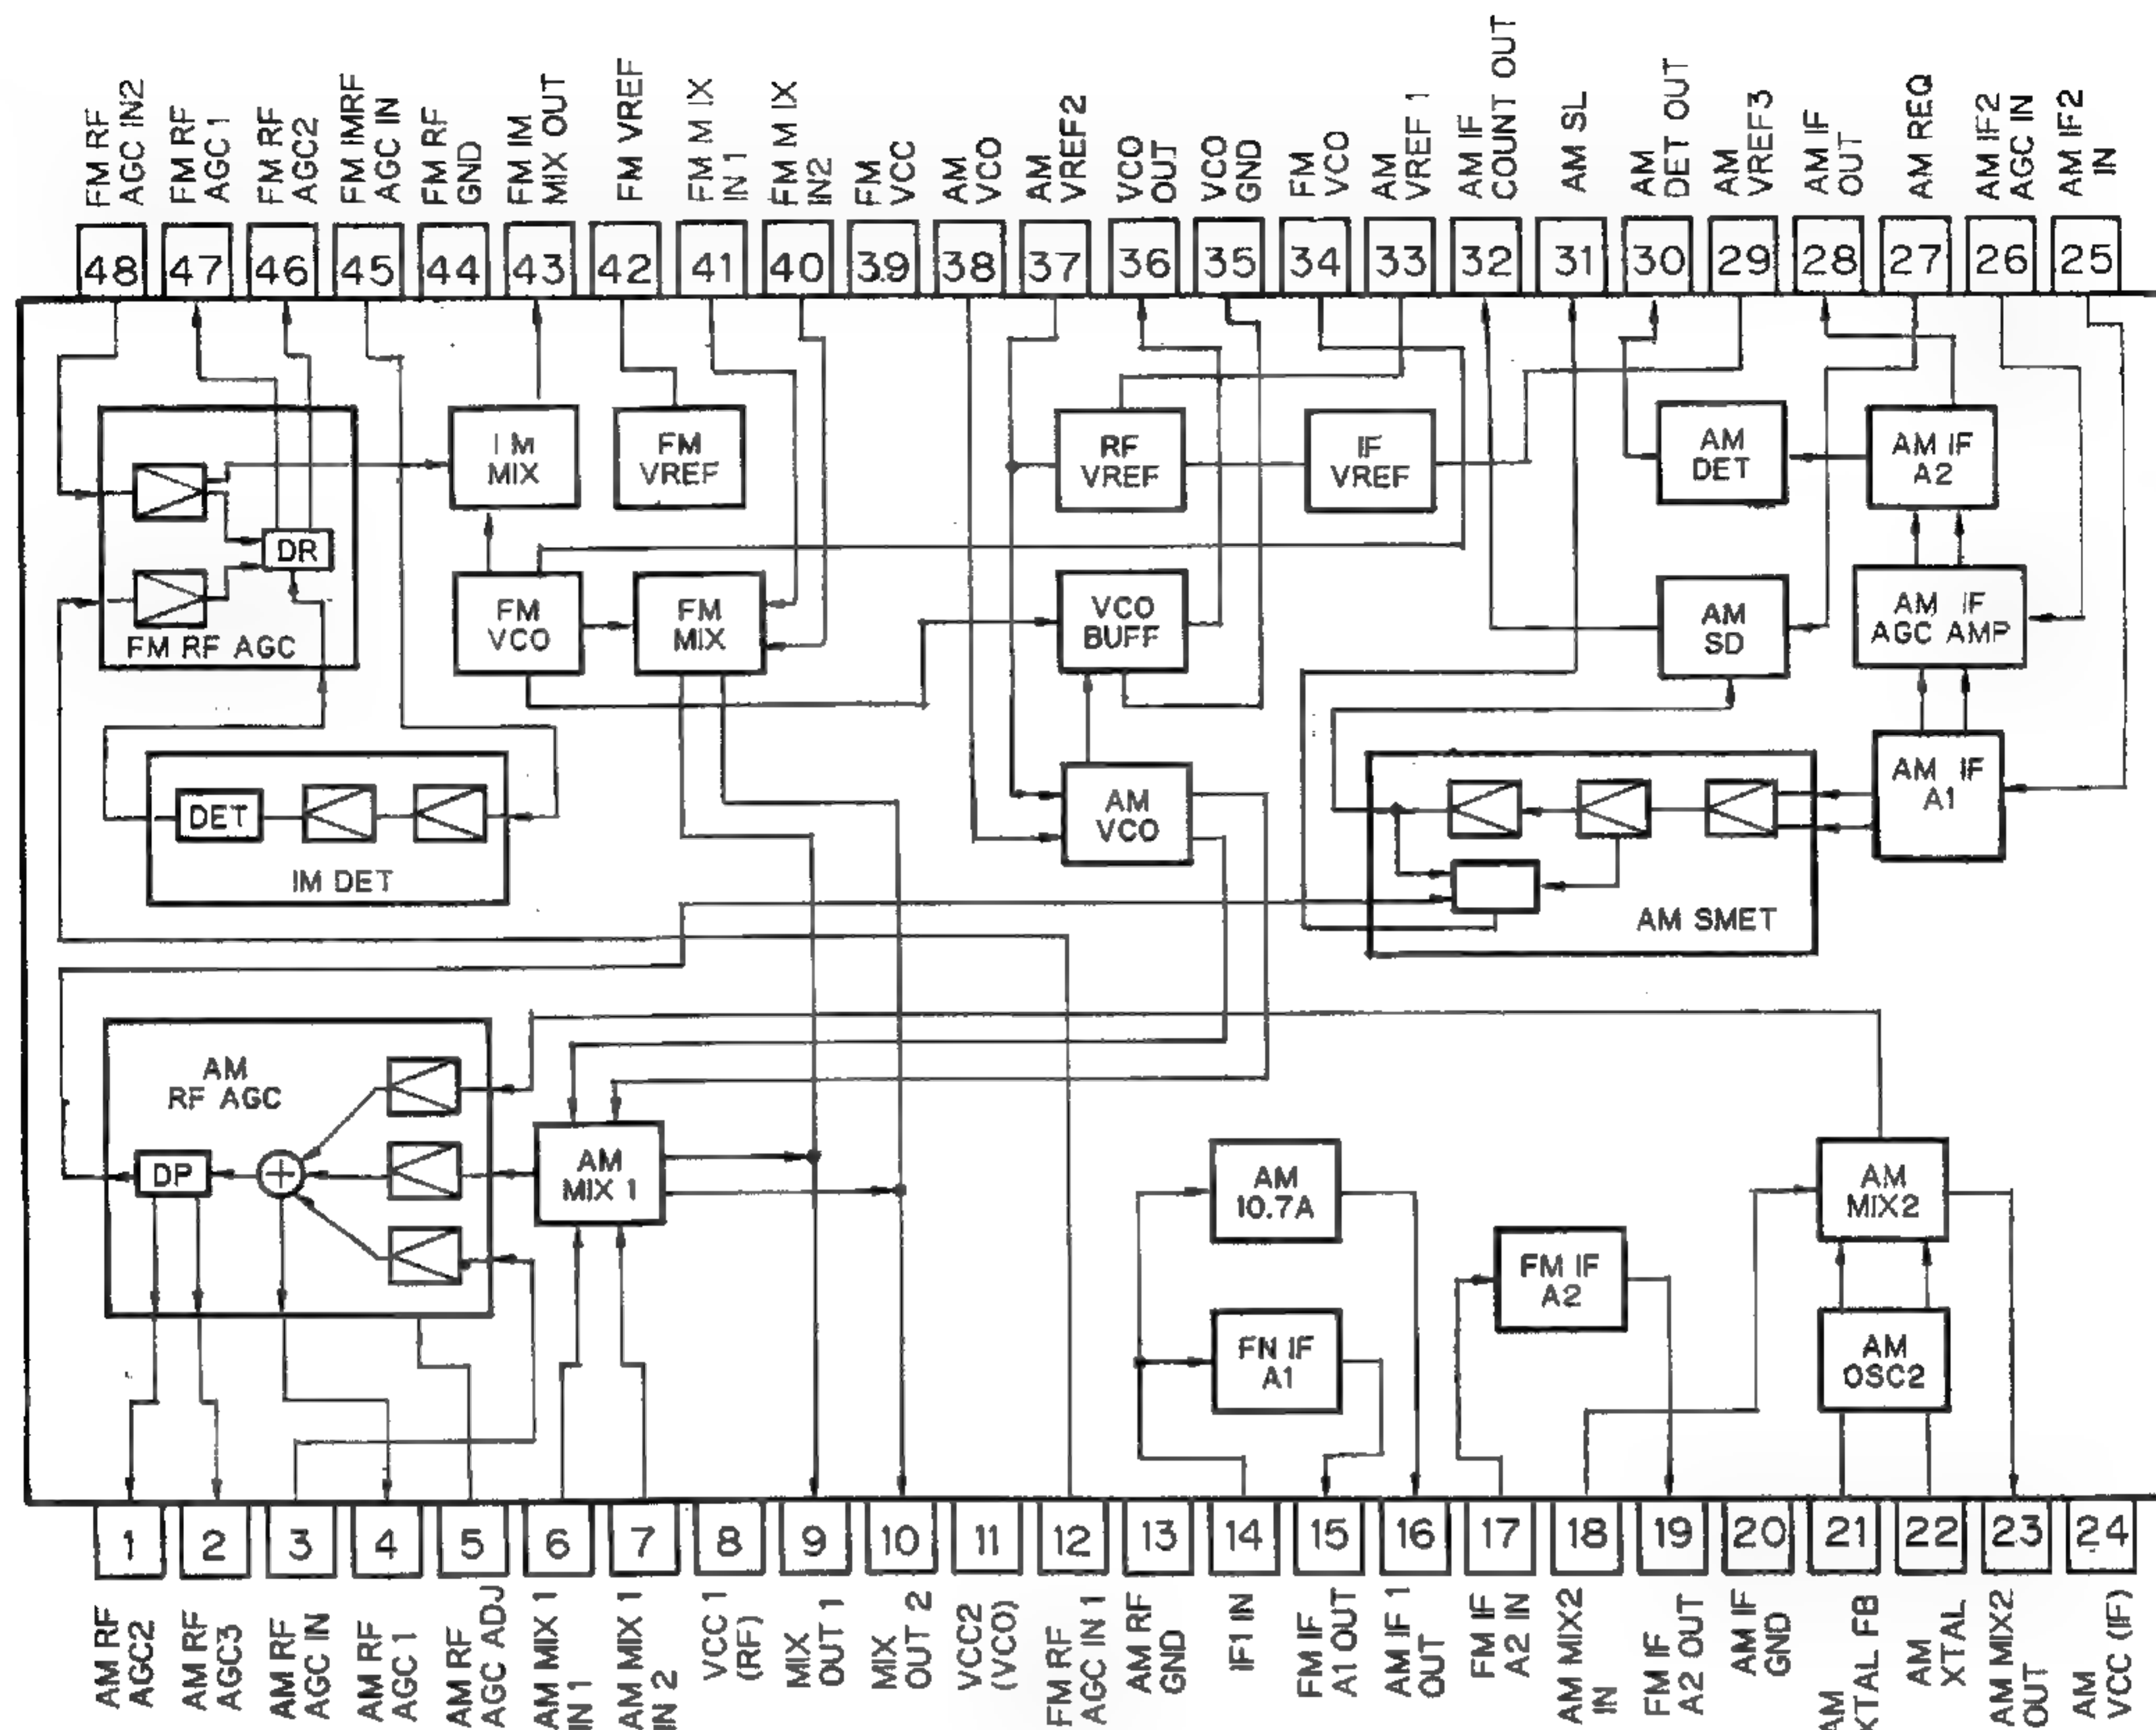 FM RF
AGC IN2
FM RF
AGC 1
FM RF
AGC2
FM IMRF
AGC IN
FM RF
GND
FM IM
MIX OUT
FM VREF
FM M IX
IN 1
FM M IX
IN2
FM
VCC
AM
VCO
AM
VREF2
VCO
OUT
VCO
GND
FM
VCO
AM
VREF 1
AM IF
COUNT OUT
AM SL
AM
DET OUT
AM
VREF3
AM IF
OUT
AM REQ
AM IF2
AGC IN
AM IF2
IN
48 47 46 45 44 43 42 41 40 39 38 37 36 35 34 33 32 31 30 29 28 27 26 25
I M
MIX
FM
VREF
RF
VREF
IF
VREF
AM
DET
AM IF
A2
DR
FM RF AGC
FM
VCO
FM
MIX
VCO
BUFF
AM
SD
AM IF
AGC AMP
DET
IM DET
AM
VCO
AM IF
A1
AM SMET
AM
RF AGC
DP
+
AM
MIX 1
AM
10.7A
AM
MIX2
FM IF
A2
FN IF
A1
AM
OSC2
1 2 3 4 5 6 7 8 9 10 11 12 13 14 15 16 17 18 19 20 21 22 23 24
AM RF
AGC2
AM RF
AGC3
AM RF
AGC IN
AM RF
AGC 1
AM RF
AGC ADJ
AM MIX 1
IN 1
AM MIX 1
IN 2
VCC 1
(RF)
MIX
OUT 1
MIX
OUT 2
VCC2
(VCO)
FM RF
AGC IN 1
AM RF
GND
IF1 IN
FM IF
A1 OUT
AM IF 1
OUT
FM IF
A2 IN
AM MIX2
IN
FM IF
A2 OUT
AM IF
GND
AM
XTAL FB
AM
XTAL
AM MIX2
OUT
AM
VCC (IF)